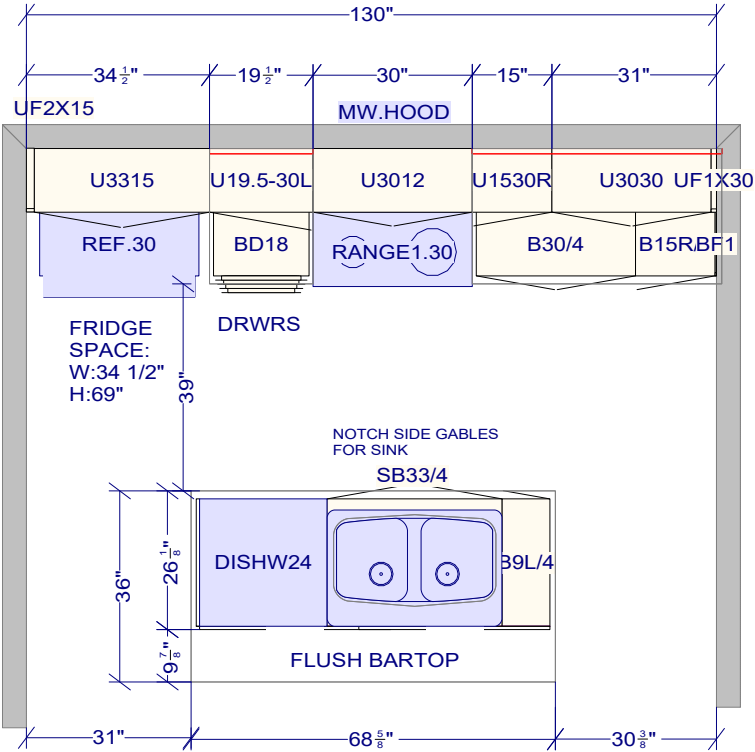 130"
34 1/2"
19 1/2"
30"
15"
31"
UF2X15
MW.HOOD
U3315
U19.5-30L
U3012
U1530R
U3030
UF1X30
REF.30
BD18
RANGE1.30
B30/4
B15R/
BF1
DRWRS
FRIDGE
SPACE:
W:34 1/2"
H:69"
39"
NOTCH SIDE GABLES
FOR SINK
SB33/4
DISHW24
B9L/4
36"
26 1/8"
9 7/8"
FLUSH BARTOP
31"
68 5/8"
30 3/8"